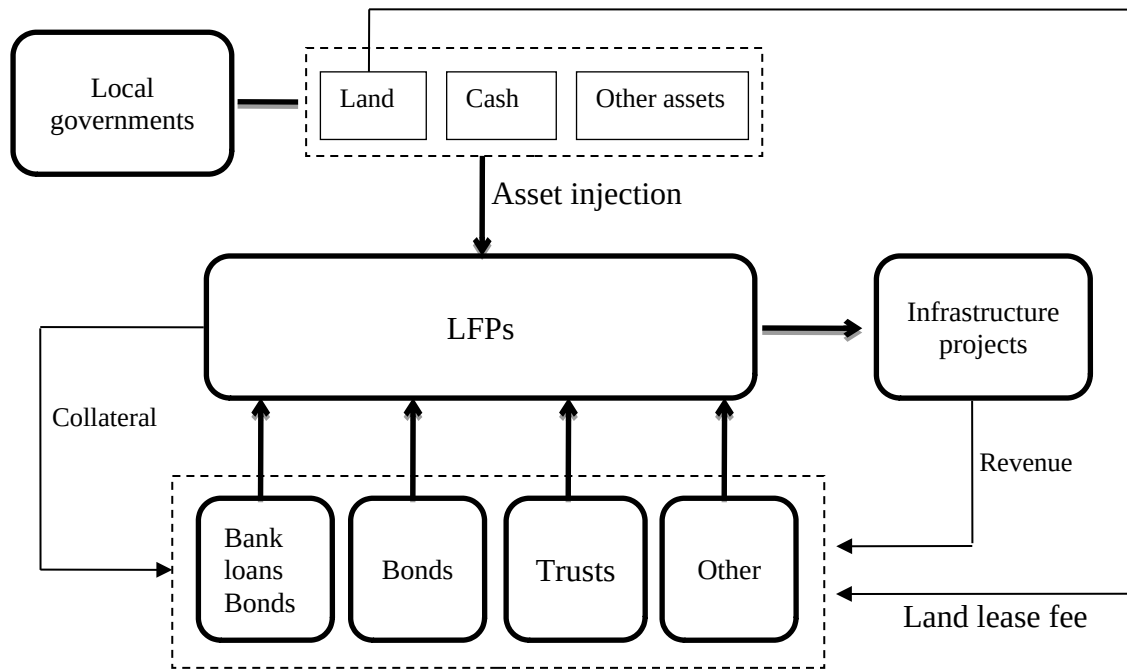 Local
governments
Land
Cash
Other assets
Asset injection
LFPs
Infrastructure
projects
Collateral
Revenue
Bank
loans
Bonds
Bonds
Trusts
Other
Land lease fee